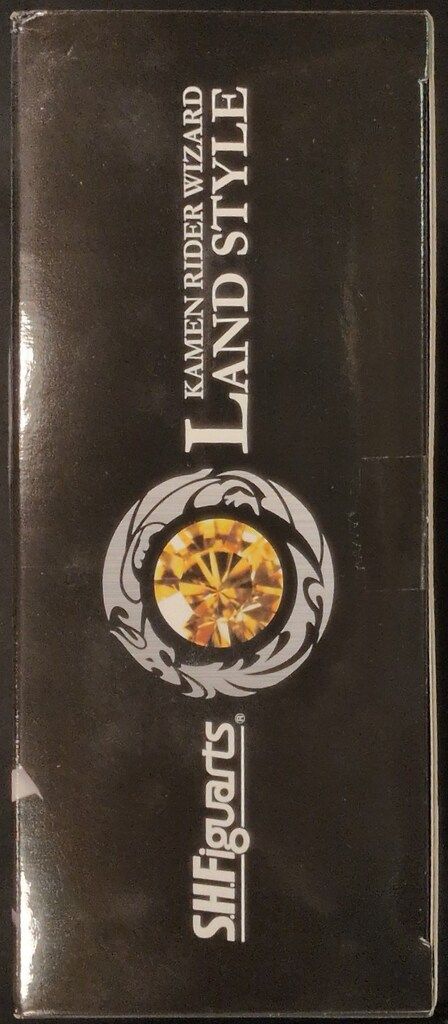 S.H.Figuarts®
KAMEN RIDER WIZARD
LAND STYLE